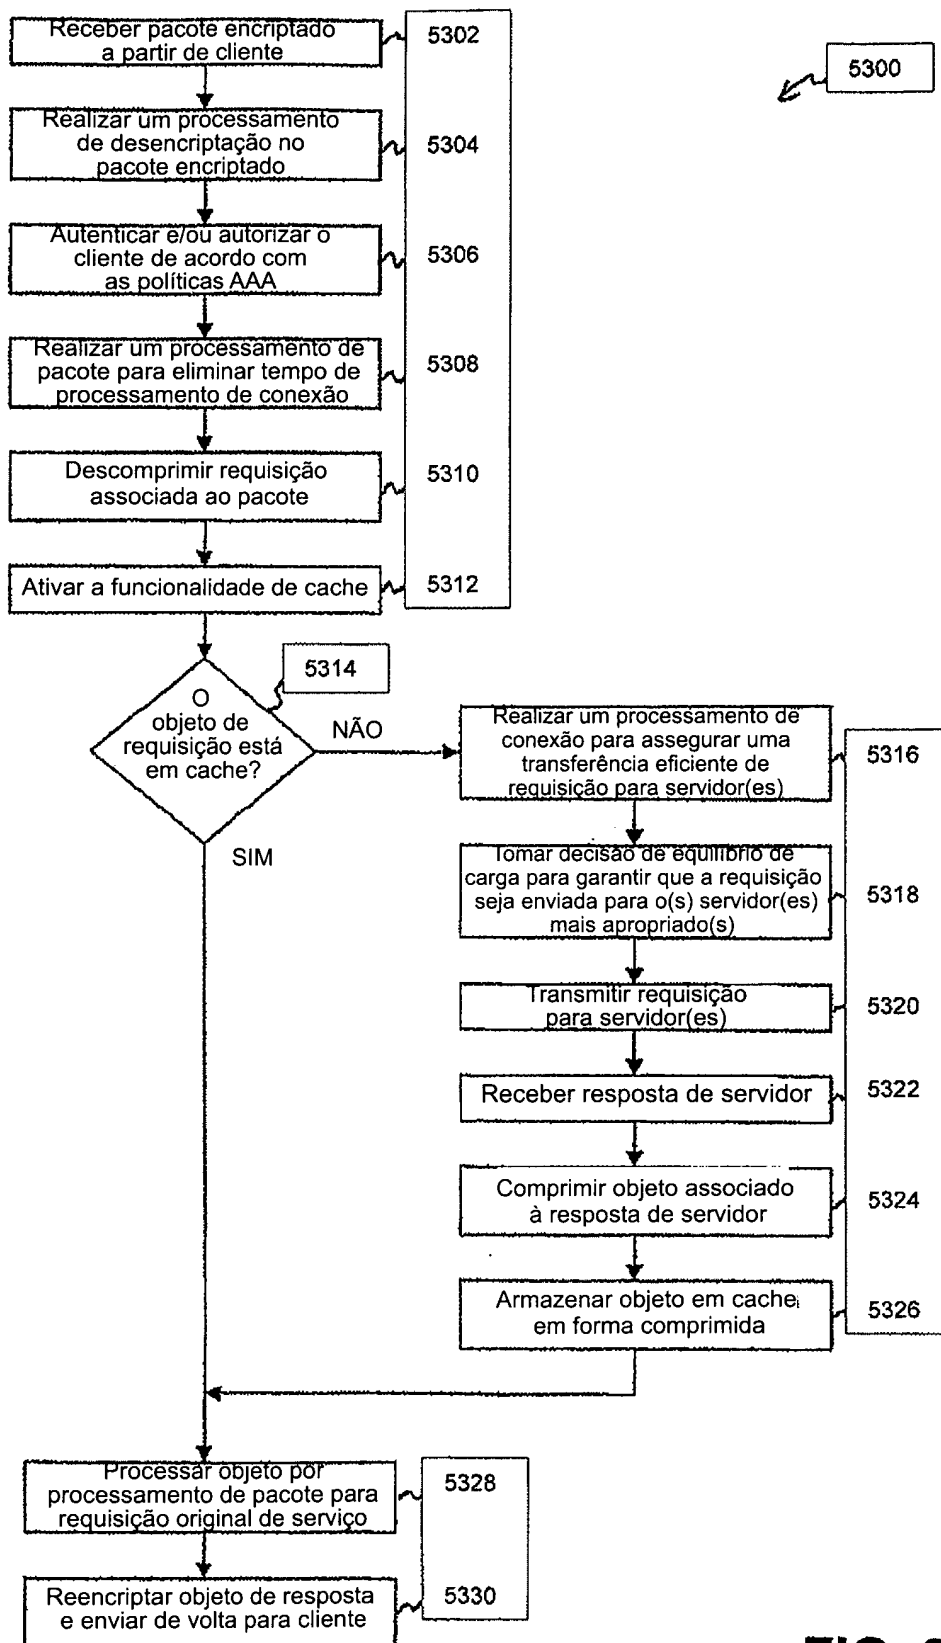 Receber pacote encriptado
a partir de cliente
5302
5300
Realizar um processamento
de desencriptação no
pacote encriptado
5304
Autenticar e/ou autorizar o
cliente de acordo com
as políticas AAA
5306
Realizar um processamento de
pacote para eliminar tempo de
processamento de conexão
5308
Descomprimir requisição
associada ao pacote
5310
Ativar a funcionalidade de cache
5312
5314
O
objeto de
requisição está
em cache?
NÃO
SIM
Realizar um processamento de
conexão para assegurar uma
transferência eficiente de
requisição para servidor(es)
5316
Tomar decisão de equilíbrio de
carga para garantir que a requisição
seja enviada para o(s) servidor(es)
mais apropriado(s)
5318
Transmitir requisição
para servidor(es)
5320
Receber resposta de servidor
5322
Comprimir objeto associado
à resposta de servidor
5324
Armazenar objeto em cache
em forma comprimida
5326
Processar objeto por
processamento de pacote para
requisição original de serviço
5328
Reencriptar objeto de resposta
e enviar de volta para cliente
5330